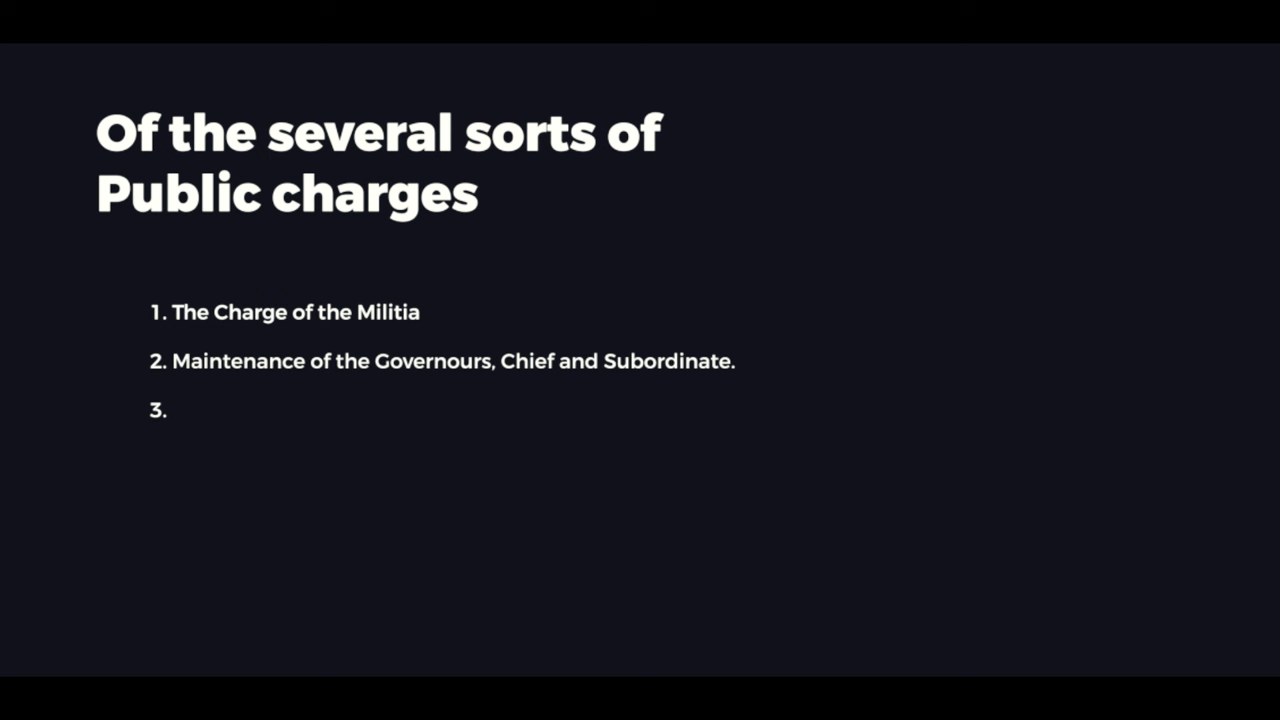 Of the several sorts of
Public charges
1. The Charge of the Militia
2. Maintenance of the Governours, Chief and Subordinate.
3.